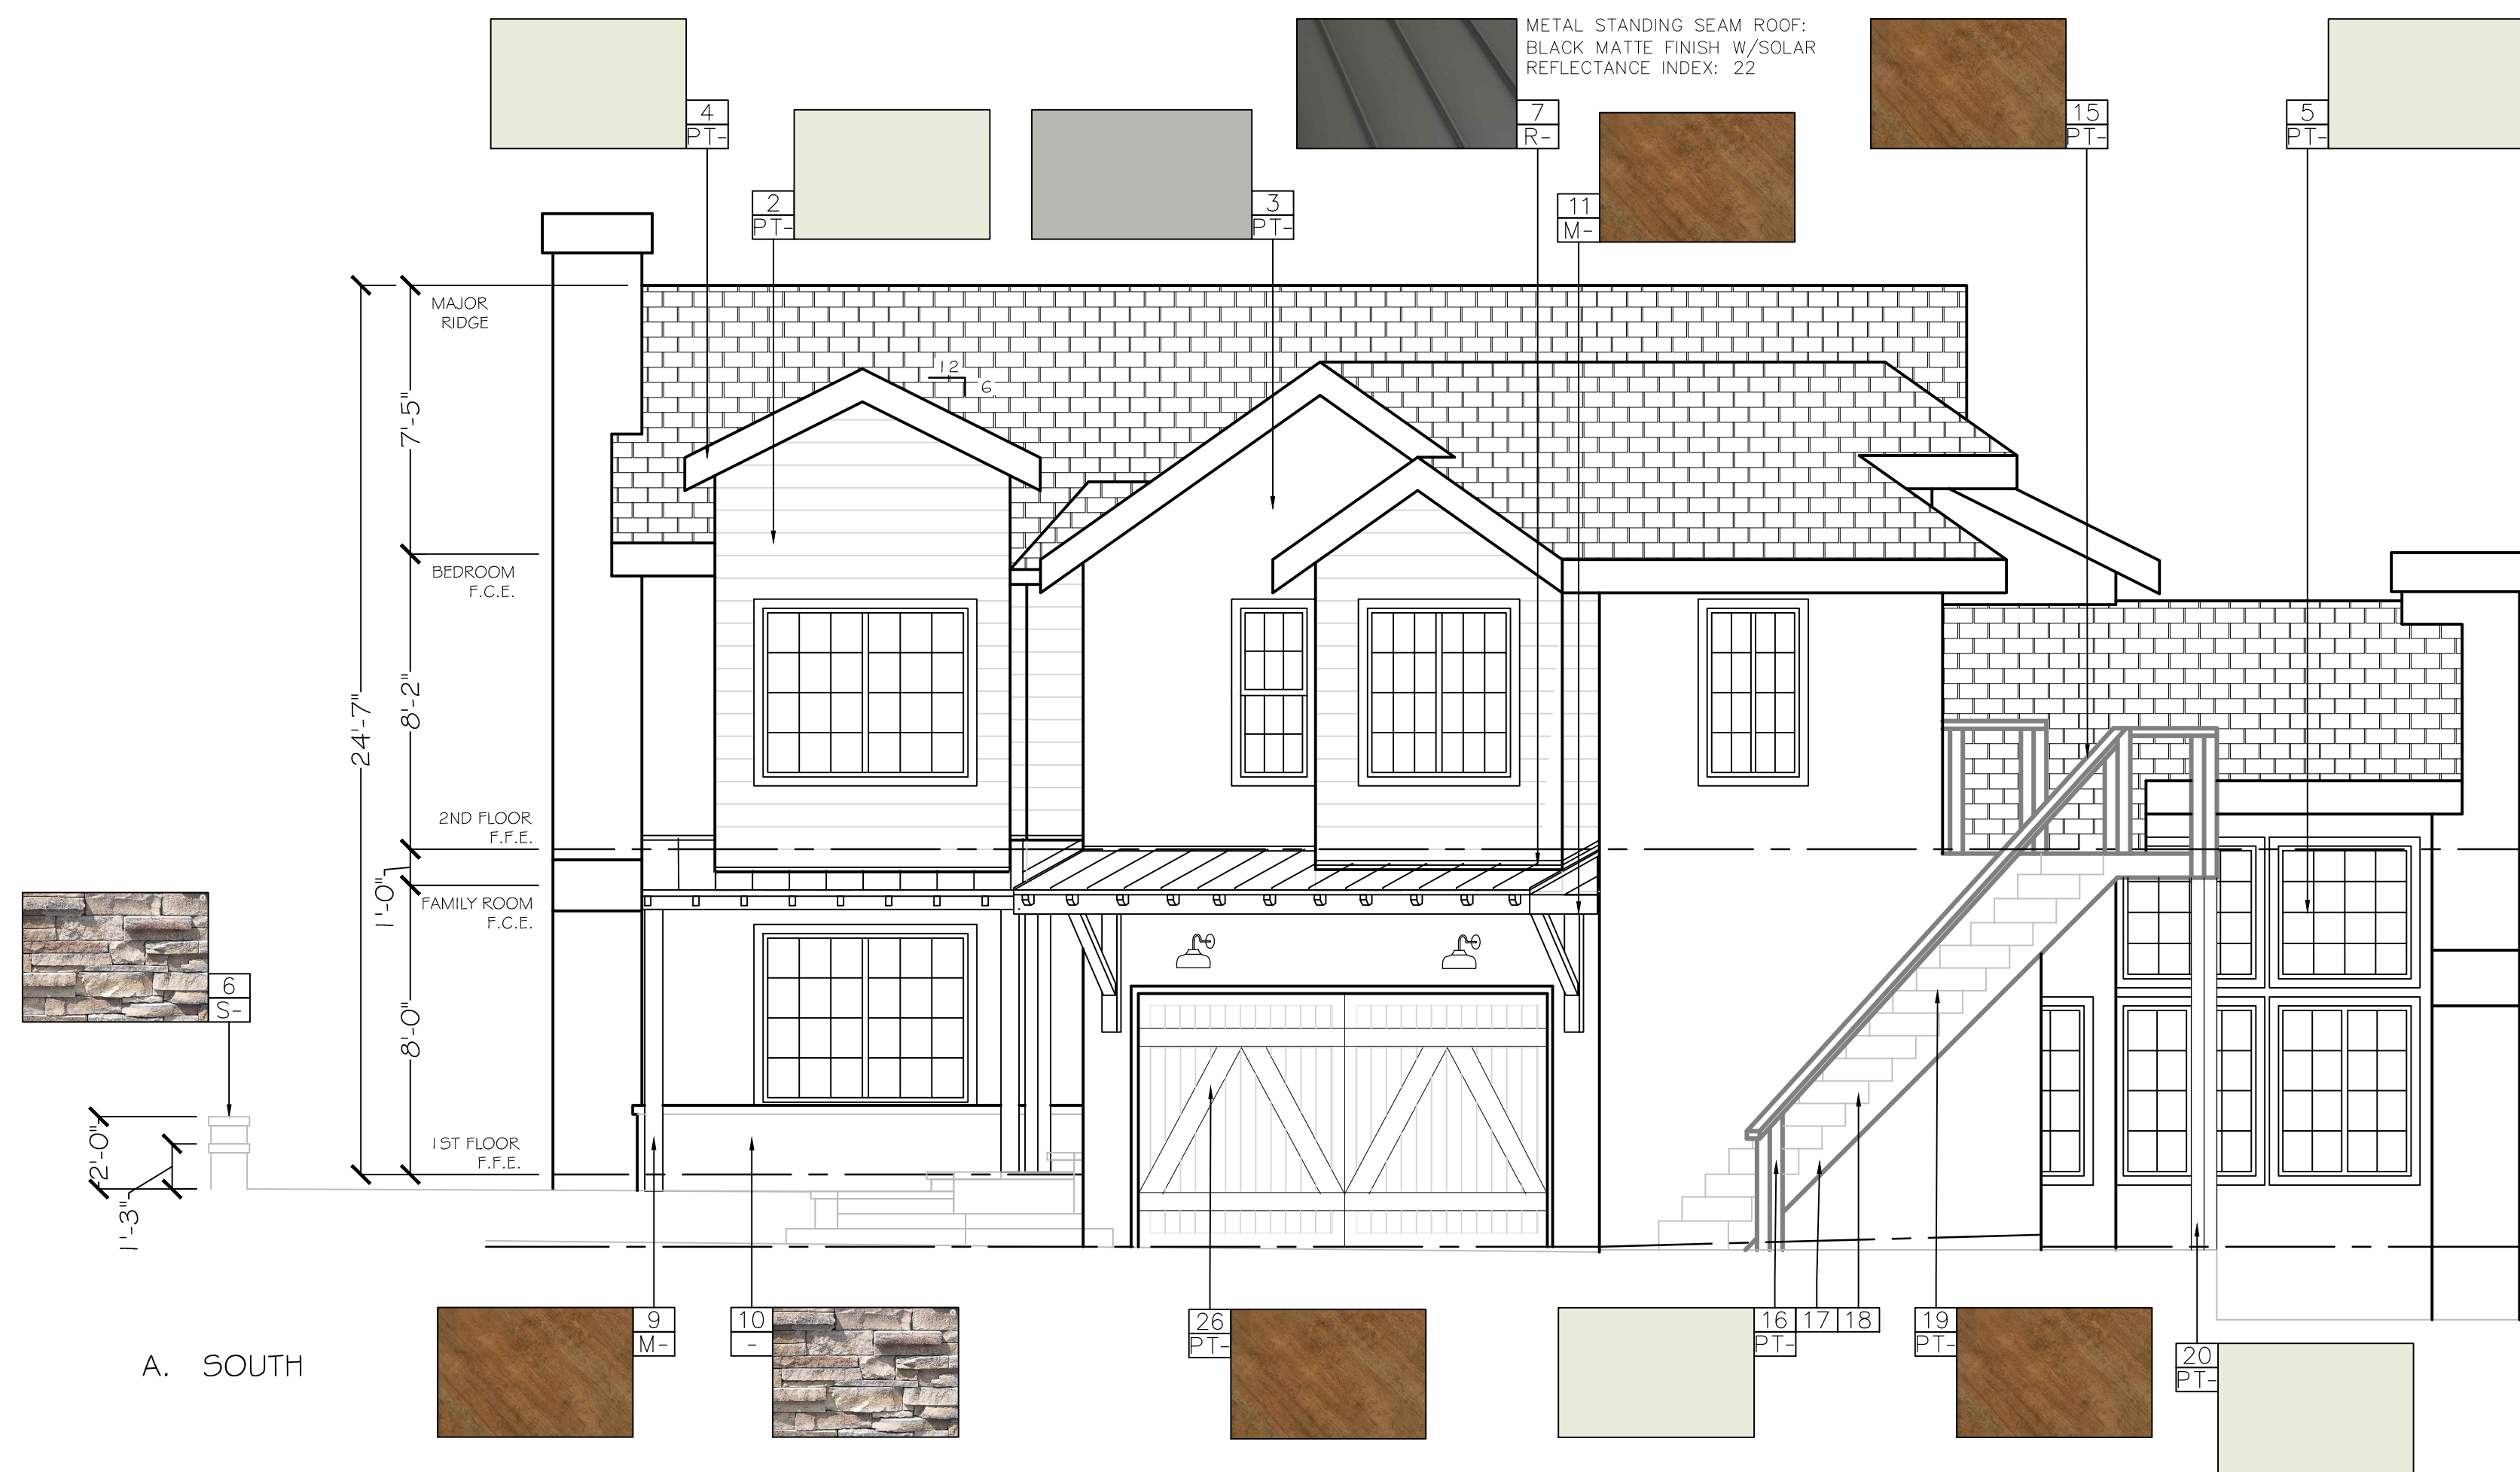 METAL STANDING SEAM ROOF:
BLACK MATTE FINISH W/SOLAR
REFLECTANCE INDEX: 22
4
PT-
7
R-
15
PT-
5
PT-
2
PT-
3
PT-
11
M-
MAJOR
RIDGE
12
6
7'-5"
BEDROOM
F.C.E.
24'-7"
8'-2"
2ND FLOOR
F.F.E.
1'-0"
FAMILY ROOM
F.C.E.
6
S-
8'-0"
2'-0"
1ST FLOOR
F.F.E.
1'-3"
9
M-
10
-
26
PT-
16
PT-
17
18
19
PT-
20
PT-
A. SOUTH